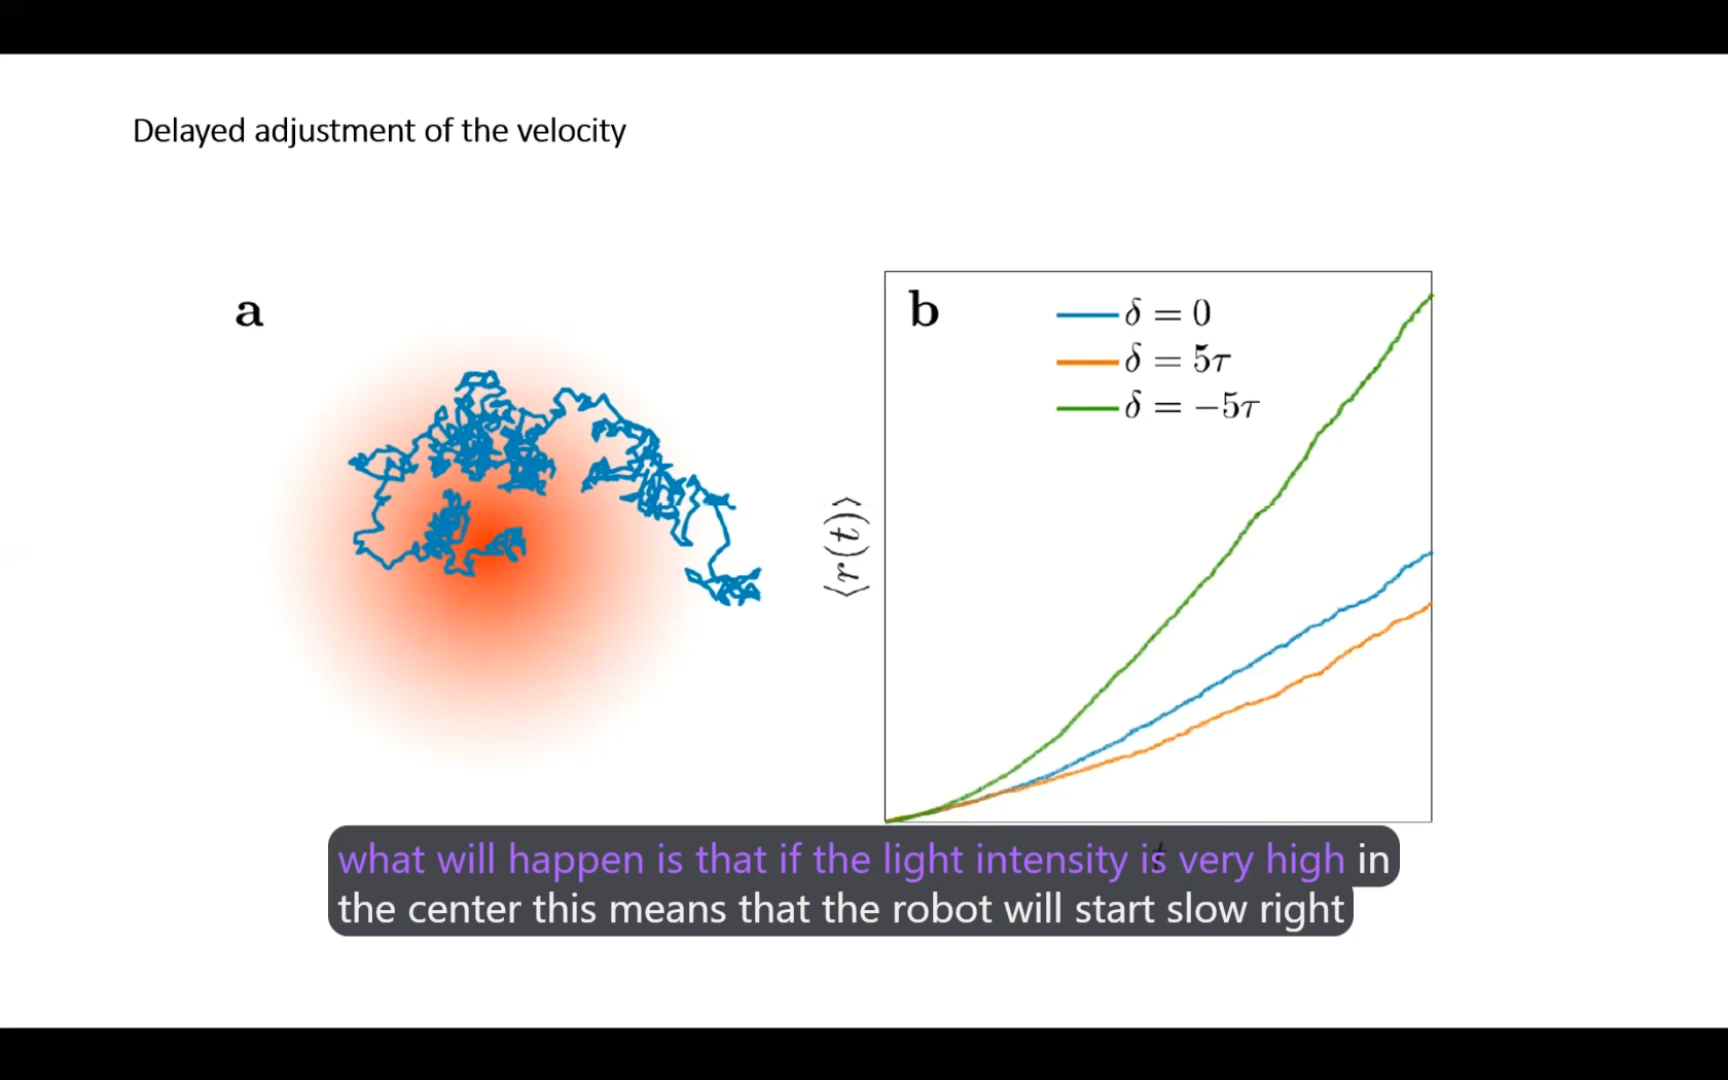 Delayed adjustment of the velocity
a
b
δ = 0
δ = 5τ
δ = −5τ
⟨r(t)⟩
what will happen is that if the light intensity is very high in
the center this means that the robot will start slow right